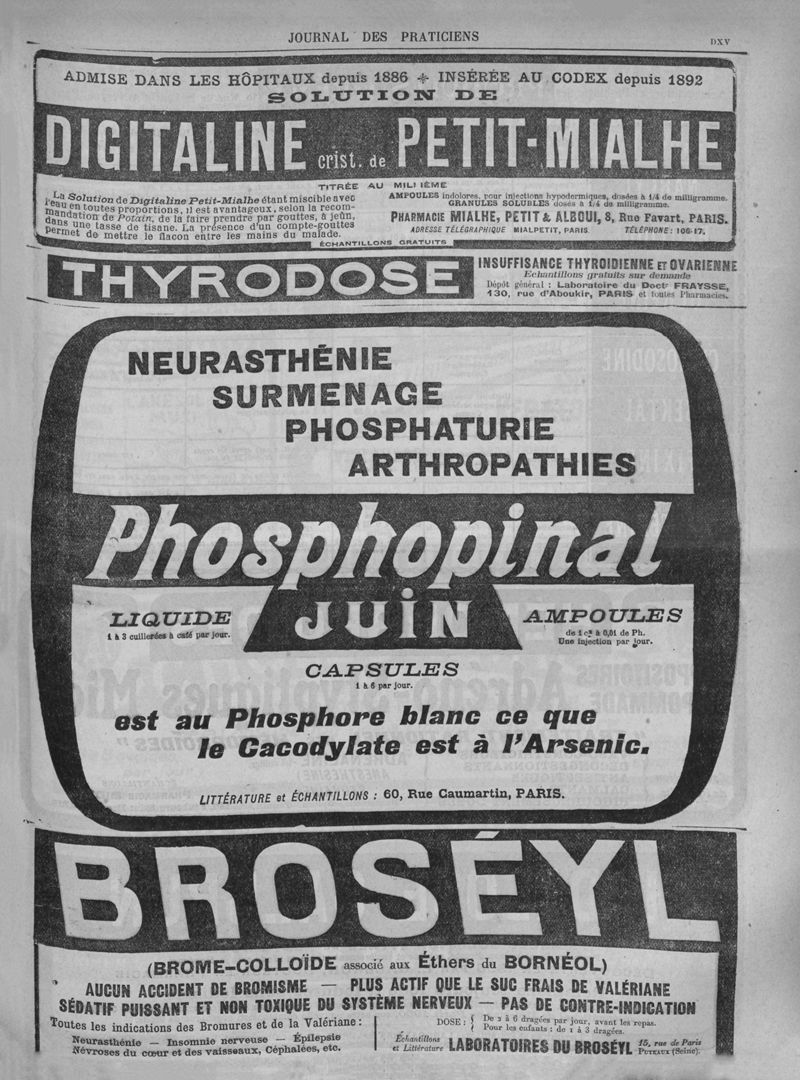 JOURNAL DES PRATICIENS
DXV
ADMISE DANS LES HÔPITAUX depuis 1886 ✢ INSÉRÉE AU CODEX depuis 1892
SOLUTION DE
DIGITALINE crist. de PETIT-MIALHE
TITRÉE AU MILLIÈME
La Solution de Digitaline Petit-Mialhe étant miscible avec
l'eau en toutes proportions, il est avantageux, selon la recom-
mandation de Potain, de la faire prendre par gouttes, à jeûn,
dans une tasse de tisane. La présence d'un compte-gouttes
permet de mettre le flacon entre les mains du malade.
AMPOULES indolores, pour injections hypodermiques, dosées à 1/4 de milligramme.
GRANULES SOLUBLES dosés à 1/4 de milligramme.
PHARMACIE MIALHE, PETIT & ALBOUI, 8, Rue Favart, PARIS.
ADRESSE TÉLÉGRAPHIQUE MIALPETIT, PARIS. TÉLÉPHONE: 106-17.
ÉCHANTILLONS GRATUITS
THYRODOSE
INSUFFISANCE THYROIDIENNE ET OVARIENNE
Echantillons gratuits sur demande
Dépôt général : Laboratoire du Doctr FRAYSSE,
130, rue d'Aboukir, PARIS et toutes Pharmacies.
NEURASTHÉNIE
SURMENAGE
PHOSPHATURIE
ARTHROPATHIES
Phosphopinal
JUIN
LIQUIDE
1 à 3 cuillerées à café par jour.
AMPOULES
de 1 c³ à 0,01 de Ph.
Une injection par jour.
CAPSULES
1 à 6 par jour.
est au Phosphore blanc ce que
le Cacodylate est à l'Arsenic.
LITTÉRATURE et ÉCHANTILLONS : 60, Rue Caumartin, PARIS.
BROSÉYL
(BROME-COLLOÏDE associé aux Éthers du BORNÉOL)
AUCUN ACCIDENT DE BROMISME — PLUS ACTIF QUE LE SUC FRAIS DE VALÉRIANE
SÉDATIF PUISSANT ET NON TOXIQUE DU SYSTÈME NERVEUX — PAS DE CONTRE-INDICATION
Toutes les indications des Bromures et de la Valériane :
Neurasthénie — Insomnie nerveuse — Épilepsie
Névroses du cœur et des vaisseaux, Céphalées, etc.
DOSE : { De 2 à 6 dragées par jour, avant les repas.
Pour les enfants : de 1 à 3 dragées.
Échantillons
et Littérature LABORATOIRES DU BROSÉYL 15, rue de Paris
PUTEAUX (Seine).